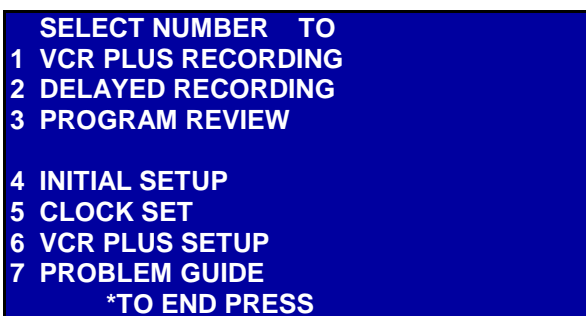 SELECT NUMBER TO
1 VCR PLUS RECORDING
2 DELAYED RECORDING
3 PROGRAM REVIEW
4 INITIAL SETUP
5 CLOCK SET
6 VCR PLUS SETUP
7 PROBLEM GUIDE
*TO END PRESS